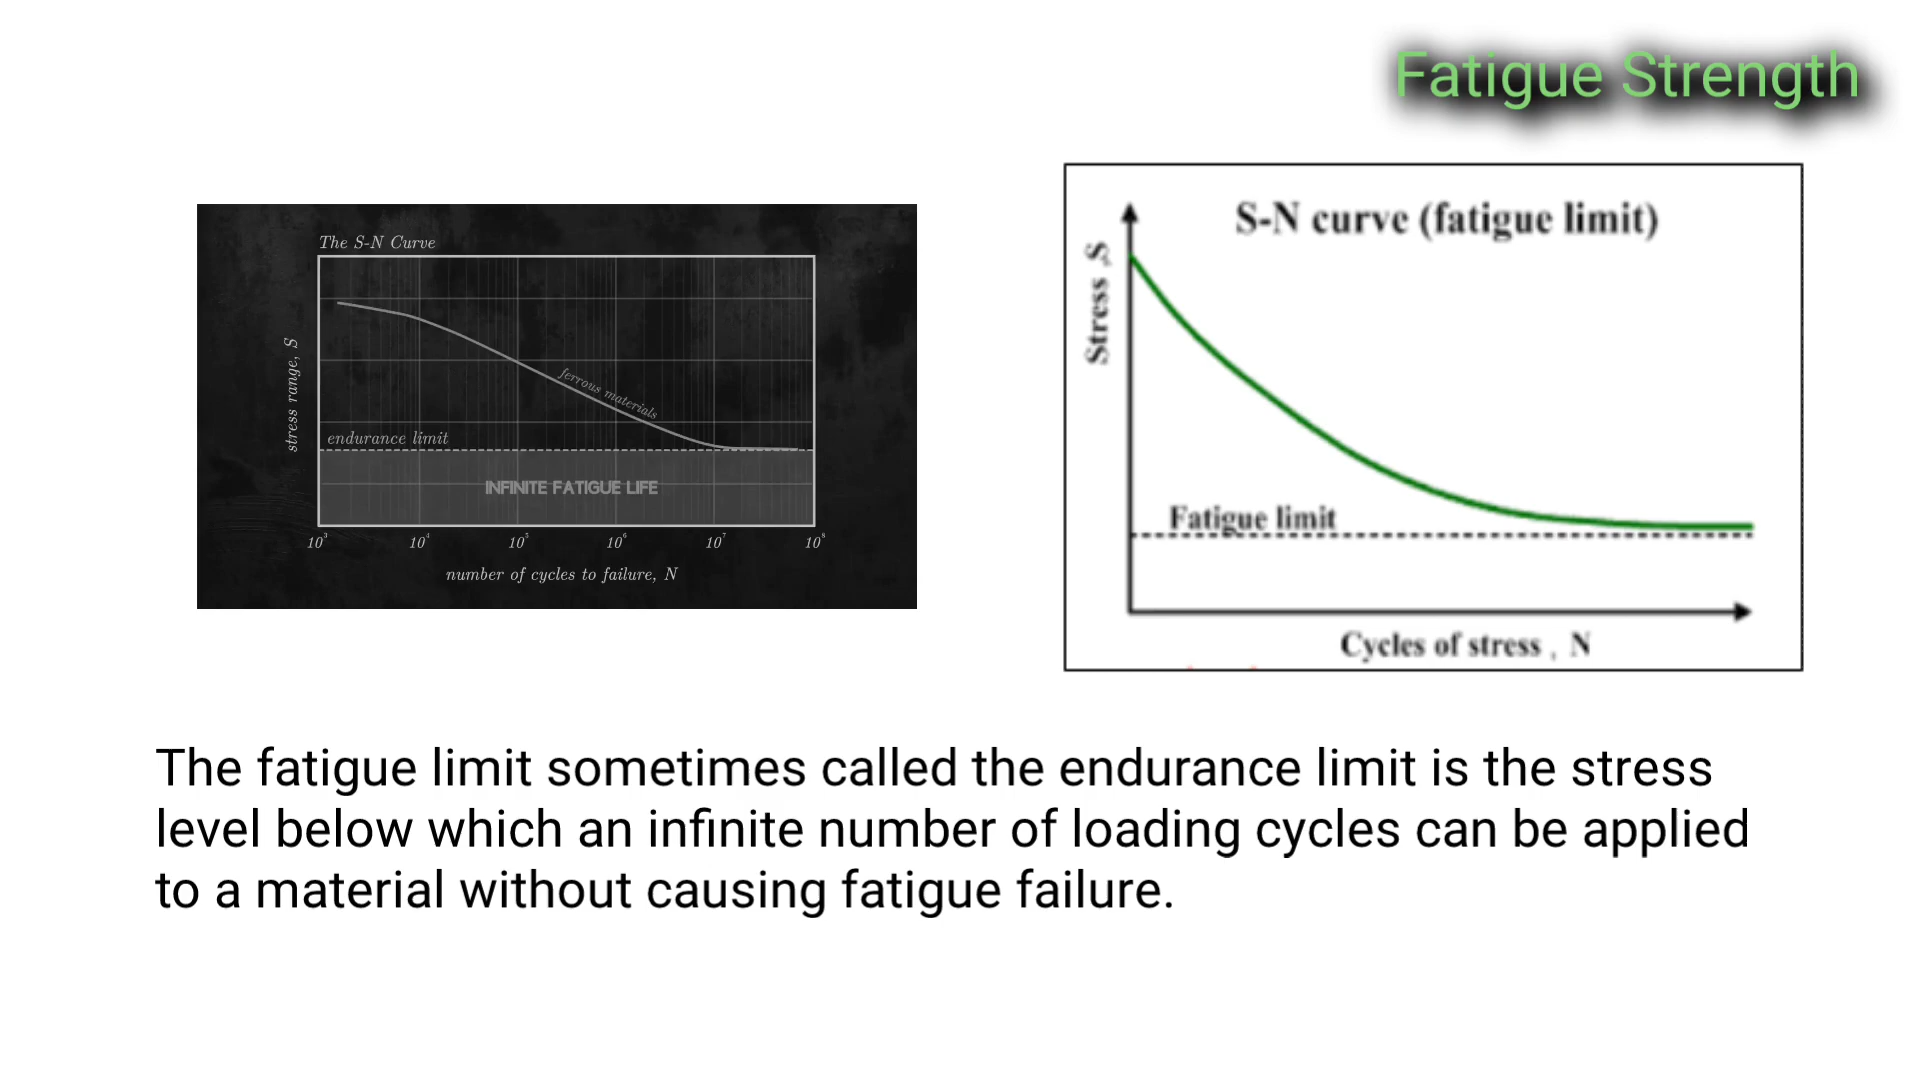 Fatigue Strength
The S-N Curve
stress range, S
ferrous materials
endurance limit
INFINITE FATIGUE LIFE
10³ 10⁴ 10⁵ 10⁶ 10⁷ 10⁸
number of cycles to failure, N
S-N curve (fatigue limit)
Stress ,S
Fatigue limit
Cycles of stress , N
The fatigue limit sometimes called the endurance limit is the stress
level below which an infinite number of loading cycles can be applied
to a material without causing fatigue failure.